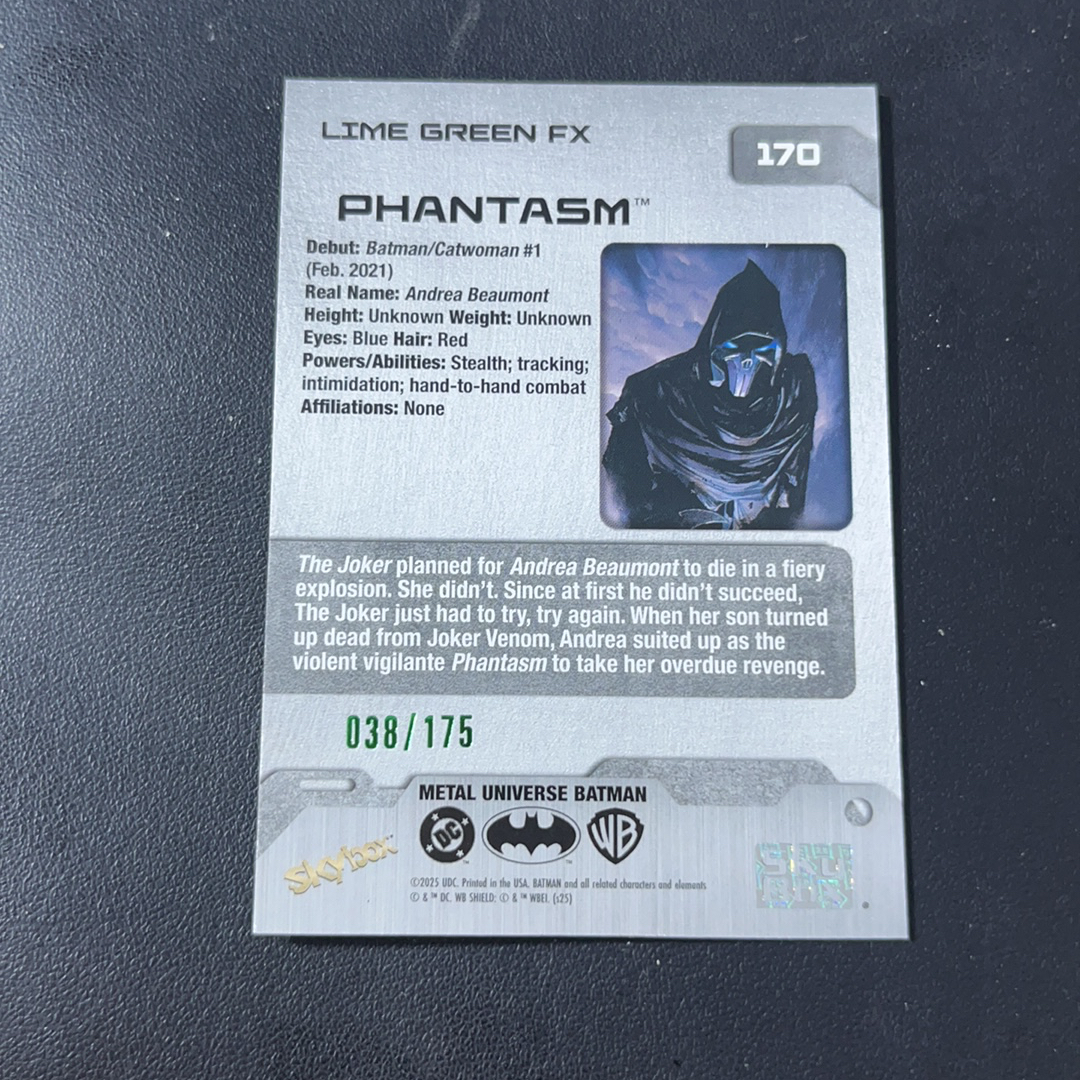 LIME GREEN FX
170
PHANTASM™
Debut: Batman/Catwoman #1
(Feb. 2021)
Real Name: Andrea Beaumont
Height: Unknown Weight: Unknown
Eyes: Blue Hair: Red
Powers/Abilities: Stealth; tracking;
intimidation; hand-to-hand combat
Affiliations: None
The Joker planned for Andrea Beaumont to die in a fiery
explosion. She didn't. Since at first he didn't succeed,
The Joker just had to try, try again. When her son turned
up dead from Joker Venom, Andrea suited up as the
violent vigilante Phantasm to take her overdue revenge.
038/175
METAL UNIVERSE BATMAN
DC
WB
skybox
©2025 UDC. Printed in the USA. BATMAN and all related characters and elements
© & ™ DC. WB SHIELD: © & ™ WBEI. (s25)